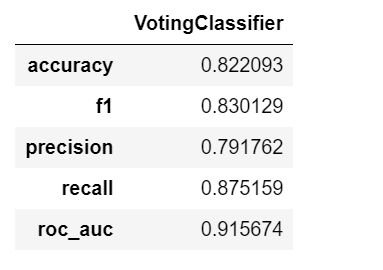 VotingClassifier
accuracy 0.822093
f1 0.830129
precision 0.791762
recall 0.875159
roc_auc 0.915674